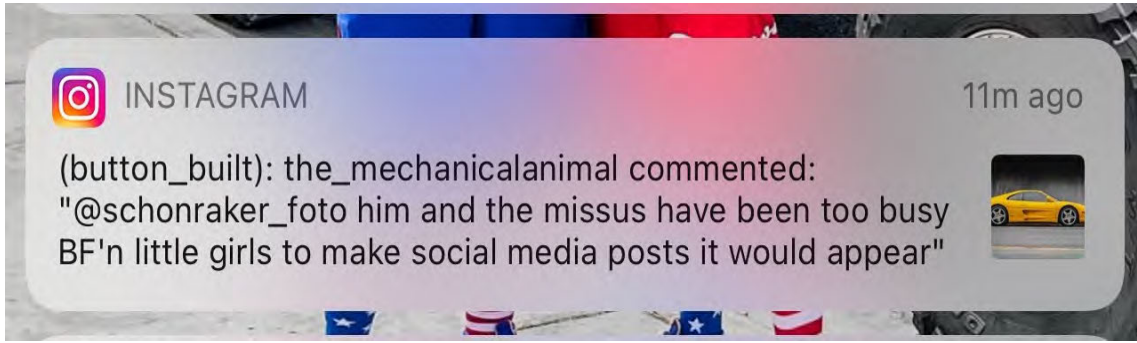 INSTAGRAM 11m ago
(button_built): the_mechanicalanimal commented:
"@schonraker_foto him and the missus have been too busy
BF'n little girls to make social media posts it would appear"